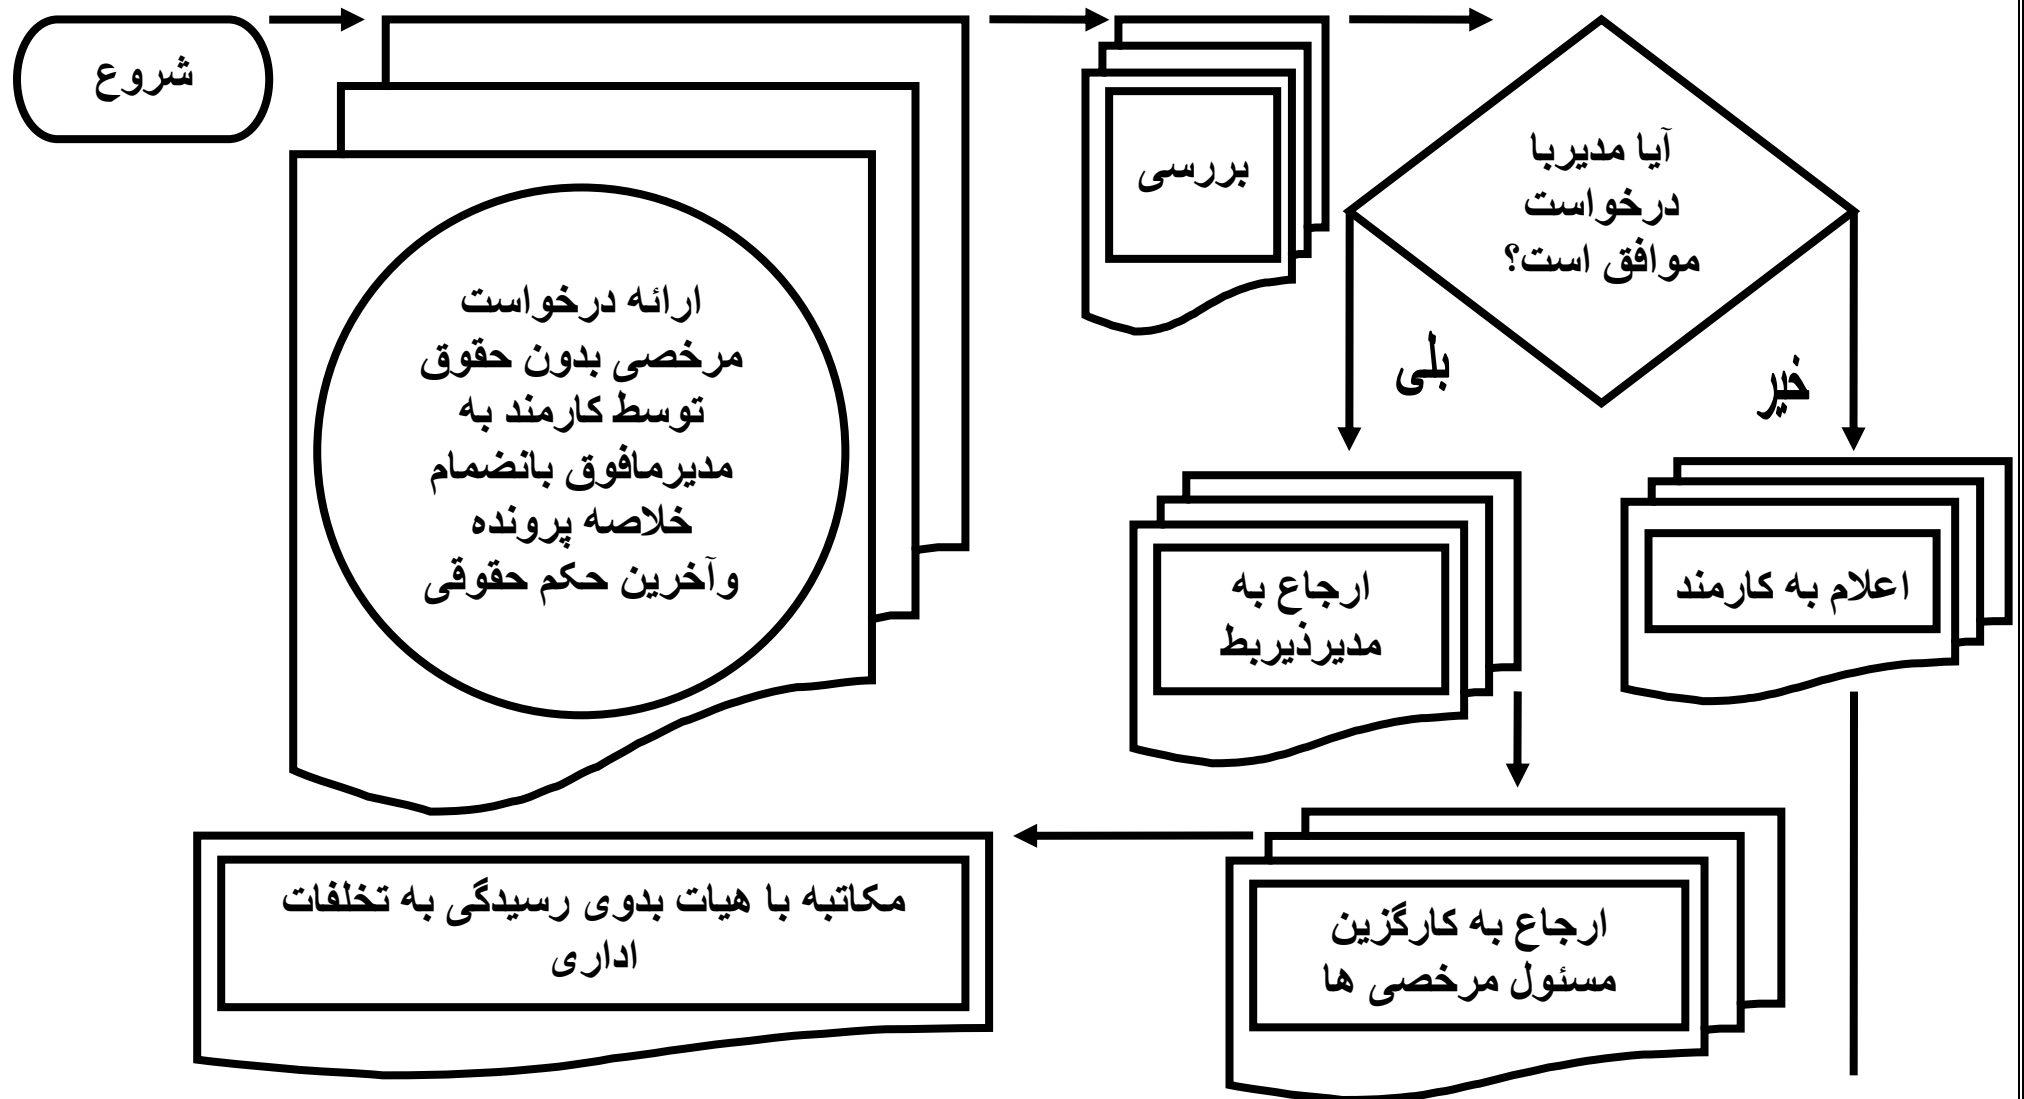 شروع
ارائه درخواست
مرخصی بدون حقوق
توسط کارمند به
مدیرمافوق بانضمام
خلاصه پرونده
وآخرین حکم حقوقی
بررسی
آیا مدیربا
درخواست
موافق است؟
بلی
خیر
ارجاع به
مدیرذیربط
اعلام به کارمند
ارجاع به کارگزین
مسئول مرخصی ها
مکاتبه با هیات بدوی رسیدگی به تخلفات
اداری